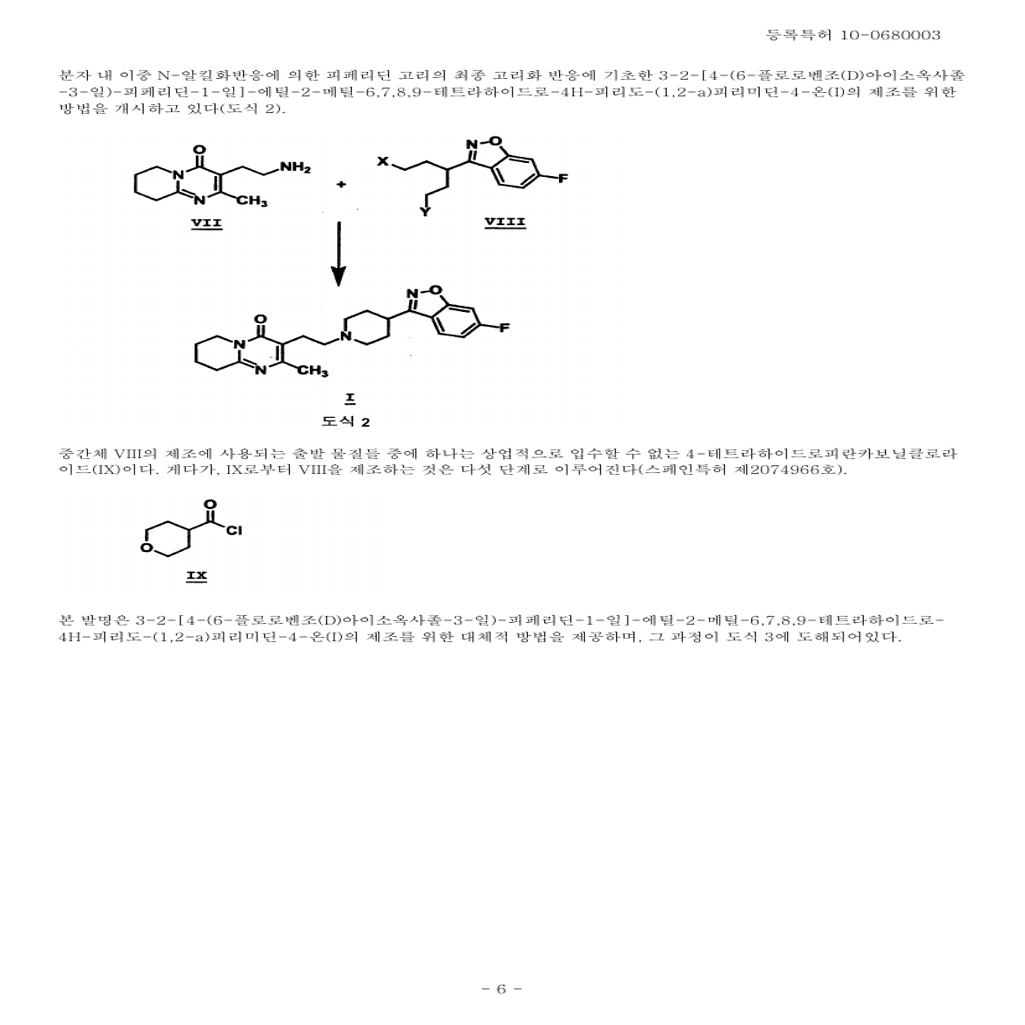 등록특허 10-0680003
분자 내 이중 N-알킬화반응에 의한 피페리딘 고리의 최종 고리화 반응에 기초한 3-2-[4-(6-플로로벤조(D)아이소옥사졸
-3-일)-피페리딘-1-일]-에틸-2-메틸-6,7,8,9-테트라하이드로-4H-피리도-(1,2-a)피리미딘-4-온(I)의 제조를 위한
방법을 개시하고 있다(도식 2).
O
N
NH₂
N
CH₃
VII
+
X
N-O
F
Y
VIII
N-O
F
O
N
N
N
CH₃
I
도식 2
중간체 VIII의 제조에 사용되는 출발 물질들 중에 하나는 상업적으로 입수할 수 없는 4-테트라하이드로피란카보닐클로라
이드(IX)이다. 게다가, IX로부터 VIII을 제조하는 것은 다섯 단계로 이루어진다(스페인특허 제2074966호).
O
Cl
O
IX
본 발명은 3-2-[4-(6-플로로벤조(D)아이소옥사졸-3-일)-피페리딘-1-일]-에틸-2-메틸-6,7,8,9-테트라하이드로-
4H-피리도-(1,2-a)피리미딘-4-온(I)의 제조를 위한 대체적 방법을 제공하며, 그 과정이 도식 3에 도해되어있다.
- 6 -